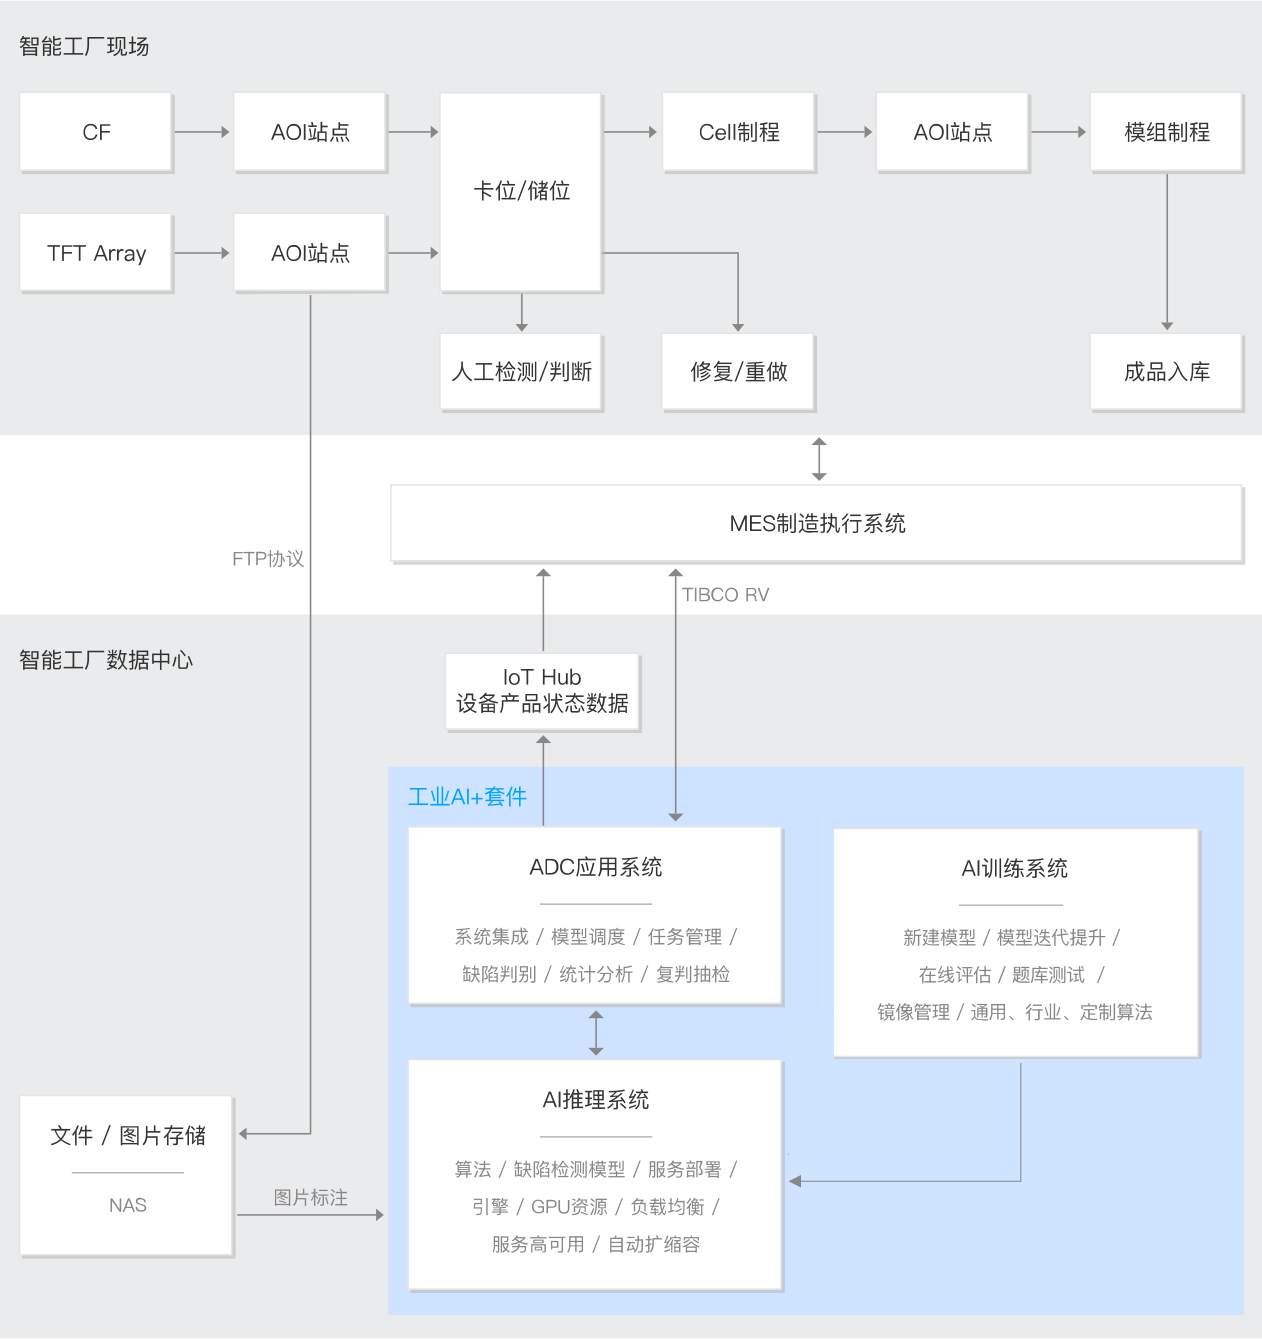 智能工厂现场
CF
AOI站点
卡位/储位
Cell制程
AOI站点
模组制程
TFT Array
AOI站点
人工检测/判断
修复/重做
成品入库
MES制造执行系统
FTP协议
TIBCO RV
智能工厂数据中心
IoT Hub
设备产品状态数据
工业AI+套件
ADC应用系统
系统集成 / 模型调度 / 任务管理 /
缺陷判别 / 统计分析 / 复判抽检
AI训练系统
新建模型 / 模型迭代提升 /
在线评估 / 题库测试 /
镜像管理 / 通用、行业、定制算法
AI推理系统
算法 / 缺陷检测模型 / 服务部署 /
引擎 / GPU资源 / 负载均衡 /
服务高可用 / 自动扩缩容
文件 / 图片存储
NAS
图片标注